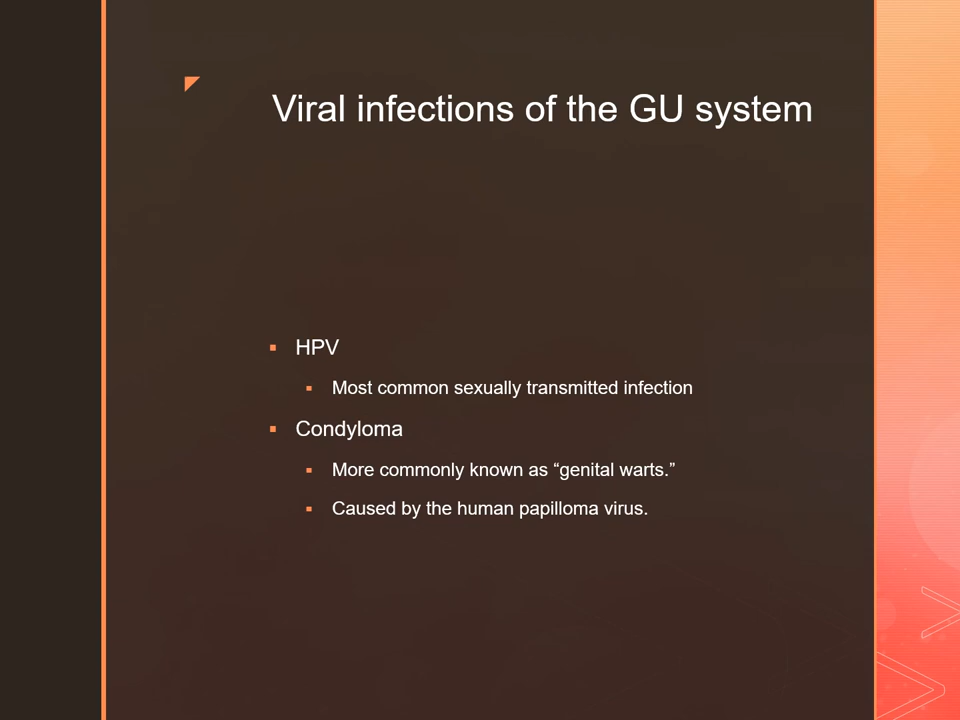 Viral infections of the GU system
HPV
Most common sexually transmitted infection
Condyloma
More commonly known as “genital warts.”
Caused by the human papilloma virus.